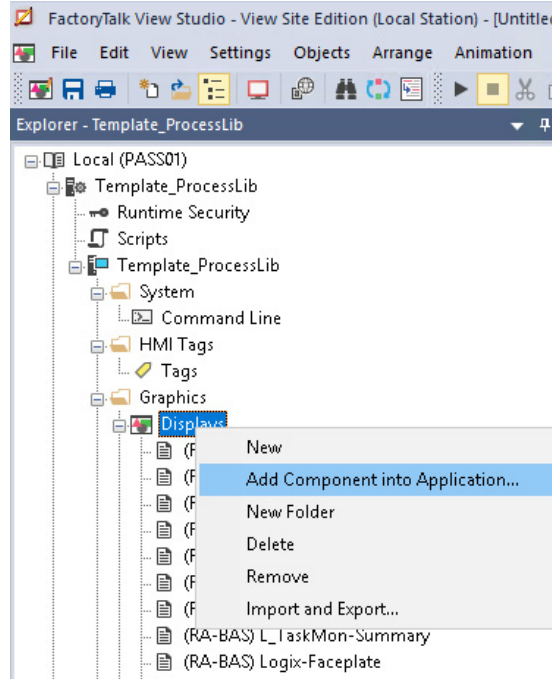 FactoryTalk View Studio - View Site Edition (Local Station) - [Untitled
File Edit View Settings Objects Arrange Animation
Explorer - Template_ProcessLib
Local (PASS01)
Template_ProcessLib
Runtime Security
Scripts
Template_ProcessLib
System
Command Line
HMI Tags
Tags
Graphics
Displays
New
Add Component into Application...
New Folder
Delete
Remove
Import and Export...
(RA-BAS) L_TaskMon-Summary
(RA-BAS) Logix-Faceplate